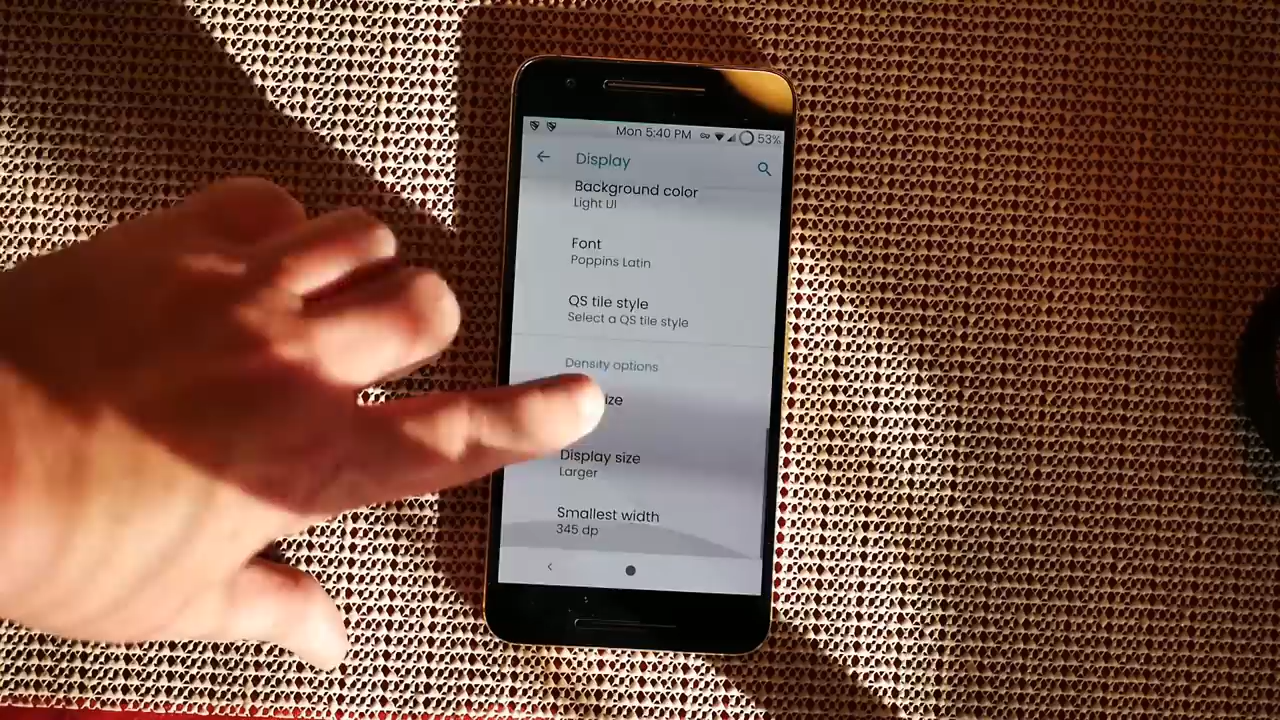 Mon 5:40 PM 53%
Display
Background color
Light UI
Font
Poppins Latin
QS tile style
Select a QS tile style
Density options
ize
Display size
Larger
Smallest width
345 dp